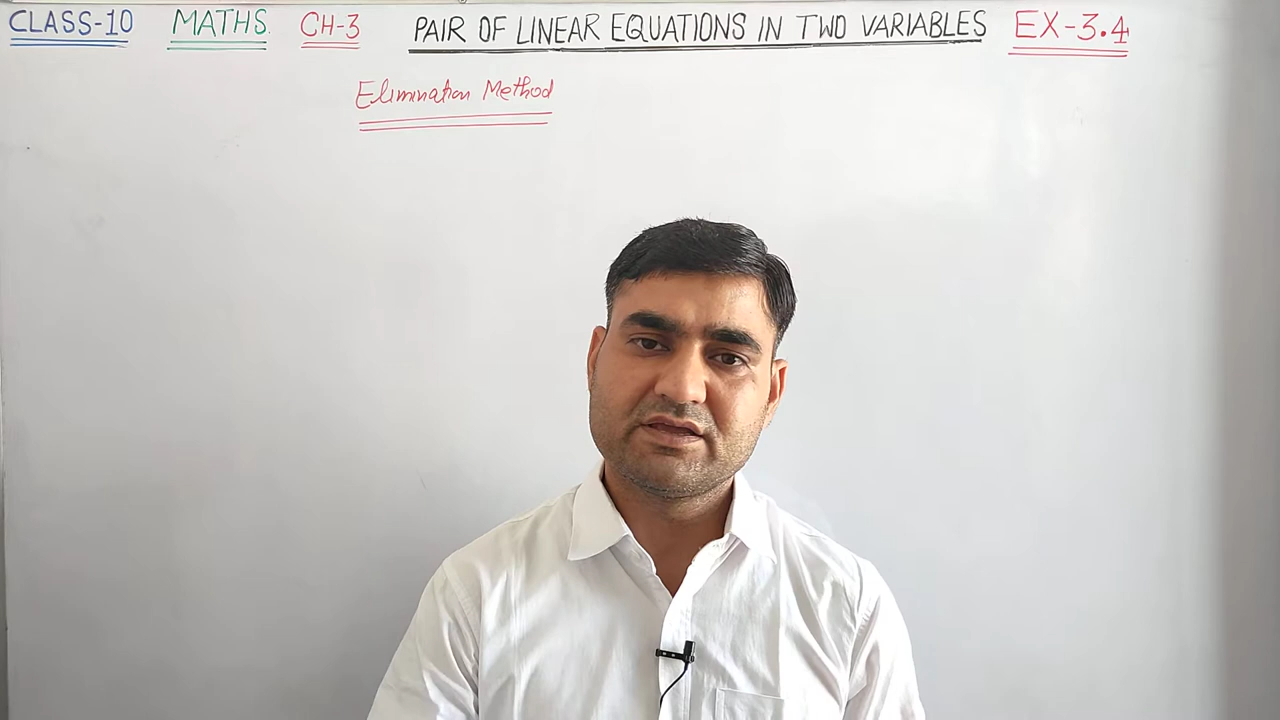 CLASS-10 MATHS. CH-3 PAIR OF LINEAR EQUATIONS IN TWO VARIABLES EX-3.4
Elimination Method